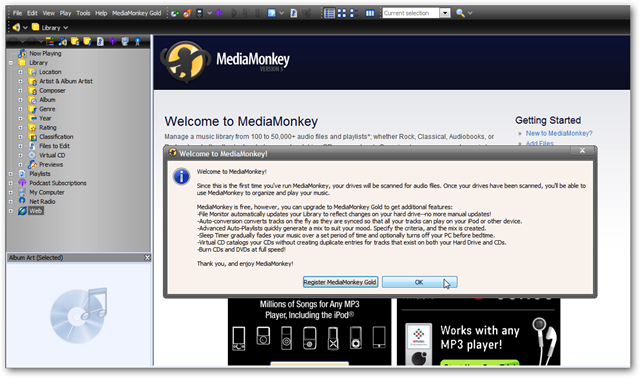 File Edit View Play Tools Help MediaMonkey Gold
Current selection
Library
Now Playing
Library
Location
Artist & Album Artist
Composer
Album
Genre
Year
Rating
Classification
Files to Edit
Virtual CD
Previews
Playlists
Podcast Subscriptions
My Computer
Net Radio
Web
Album Art (Selected)
MediaMonkey
VERSION 3
Welcome to MediaMonkey
Manage a music library from 100 to 50,000+ audio files and playlists*; whether Rock, Classical, Audiobooks, or
Getting Started
» New to MediaMonkey?
» Add Files
Welcome to MediaMonkey!
Welcome to MediaMonkey!
Since this is the first time you've run MediaMonkey, your drives will be scanned for audio files. Once your drives have been scanned, you'll be able to
use MediaMonkey to organize and play your music.
MediaMonkey is free, however, you can upgrade to MediaMonkey Gold to get additional features:
-File Monitor automatically updates your Library to reflect changes on your hard drive--no more manual updates!
-Auto-conversion converts tracks on the fly as they are synced so that all your tracks can play on your iPod or other device.
-Advanced Auto-Playlists quickly generate a mix to suit your mood. Specify the criteria, and the mix is created.
-Sleep Timer gradually fades your music over a set period of time and optionally turns off your PC before bedtime.
-Virtual CD catalogs your CDs without creating duplicate entries for tracks that exist on both your Hard Drive and CDs.
-Burn CDs and DVDs at full speed!
Thank you, and enjoy MediaMonkey!
Register MediaMonkey Gold
OK
Millions of Songs for Any MP3
Player, Including the iPod®
Works with any
MP3 player!